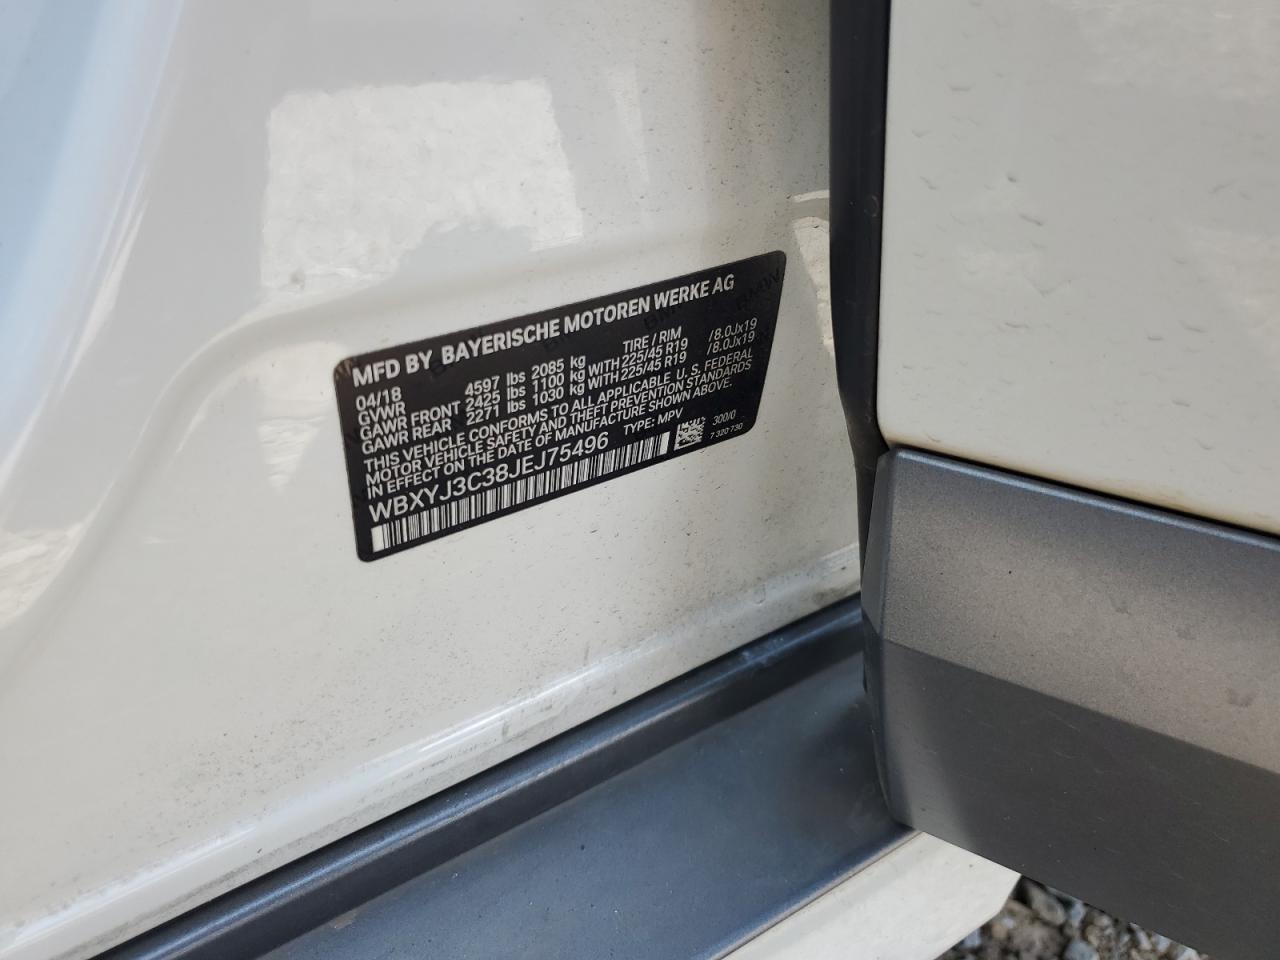 MFD BY BAYERISCHE MOTOREN WERKE AG
04/18
GVWR 4597 lbs 2085 kg TIRE / RIM
GAWR FRONT 2425 lbs 1100 kg WITH 225/45 R19 /8.0Jx19
GAWR REAR 2271 lbs 1030 kg WITH 225/45 R19 /8.0Jx19
THIS VEHICLE CONFORMS TO ALL APPLICABLE U.S. FEDERAL
MOTOR VEHICLE SAFETY AND THEFT PREVENTION STANDARDS
IN EFFECT ON THE DATE OF MANUFACTURE SHOWN ABOVE.
WBXYJ3C38JEJ75496 TYPE: MPV
300/0
7 320 730